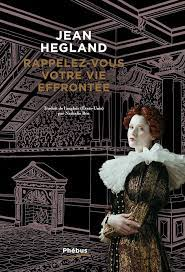 JEAN
HEGLAND
RAPPELEZ-VOUS
VOTRE VIE
EFFRONTÉE
Traduit de l'anglais (États-Unis)
par Nathalie Bru
Phébus